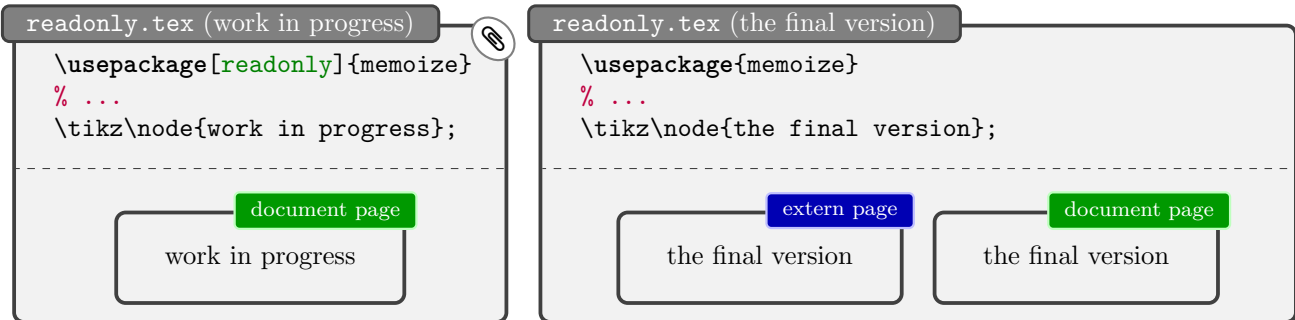 readonly.tex (work in progress)
\usepackage[readonly]{memoize}
% ...
\tikz\node{work in progress};
document page
work in progress
readonly.tex (the final version)
\usepackage{memoize}
% ...
\tikz\node{the final version};
extern page
the final version
document page
the final version